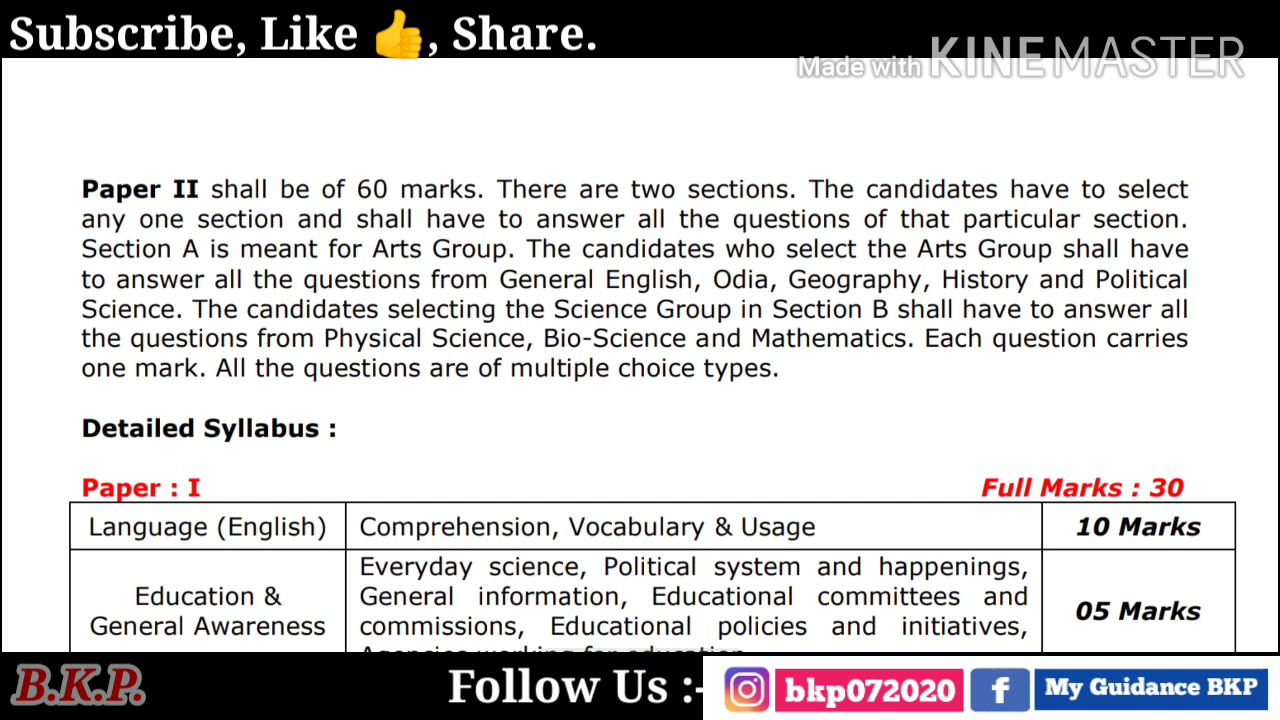 Subscribe, Like 👍, Share.
Made with KINEMASTER
Paper II shall be of 60 marks. There are two sections. The candidates have to select
any one section and shall have to answer all the questions of that particular section.
Section A is meant for Arts Group. The candidates who select the Arts Group shall have
to answer all the questions from General English, Odia, Geography, History and Political
Science. The candidates selecting the Science Group in Section B shall have to answer all
the questions from Physical Science, Bio-Science and Mathematics. Each question carries
one mark. All the questions are of multiple choice types.
Detailed Syllabus :
Paper : I Full Marks : 30
Language (English) Comprehension, Vocabulary & Usage 10 Marks
Education &
General Awareness
Everyday science, Political system and happenings,
General information, Educational committees and
commissions, Educational policies and initiatives,
Agencies working for education
05 Marks
B.K.P. Follow Us :- bkp072020 f My Guidance BKP